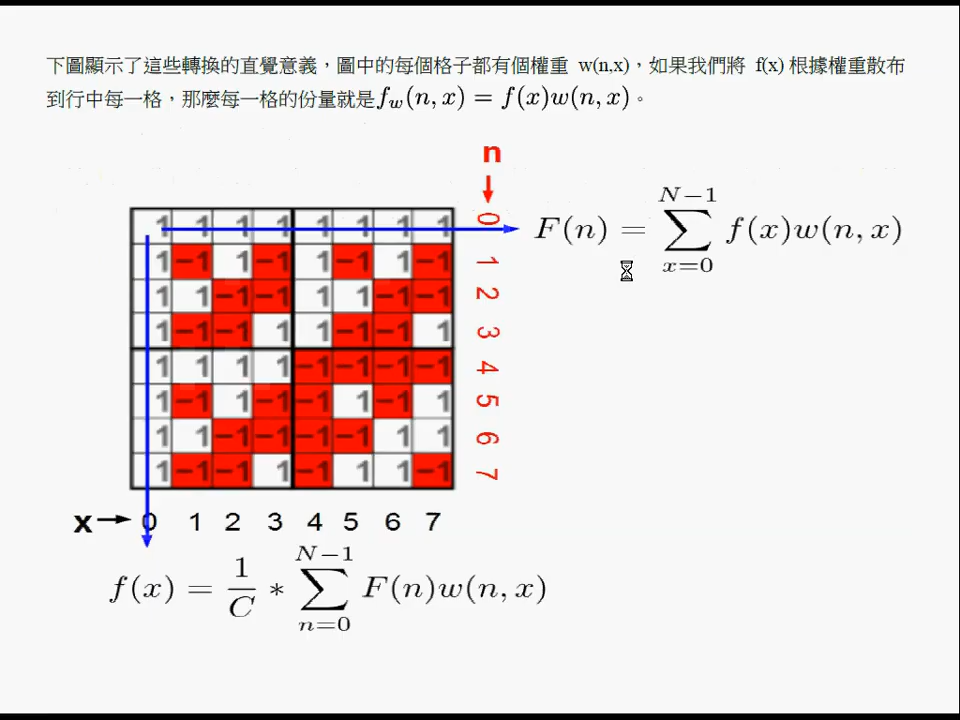 下圖顯示了這些轉換的直覺意義，圖中的每個格子都有個權重 w(n,x)，如果我們將 f(x) 根據權重散布
到行中每一格，那麼每一格的份量就是 f_w(n, x) = f(x)w(n, x)。
n
1 1 1 1 1 1 1 1 0
F(n) = \sum_{x=0}^{N-1} f(x)w(n, x)
1 -1 1 -1 1 -1 1 -1 1
1 1 -1 -1 1 1 -1 -1 2
1 -1 -1 1 1 -1 -1 1 3
1 1 1 1 -1 -1 -1 -1 4
1 -1 1 -1 -1 1 -1 1 5
1 1 -1 -1 -1 -1 1 1 6
1 -1 -1 1 -1 1 1 -1 7
x 0 1 2 3 4 5 6 7
f(x) = \frac{1}{C} * \sum_{n=0}^{N-1} F(n)w(n, x)